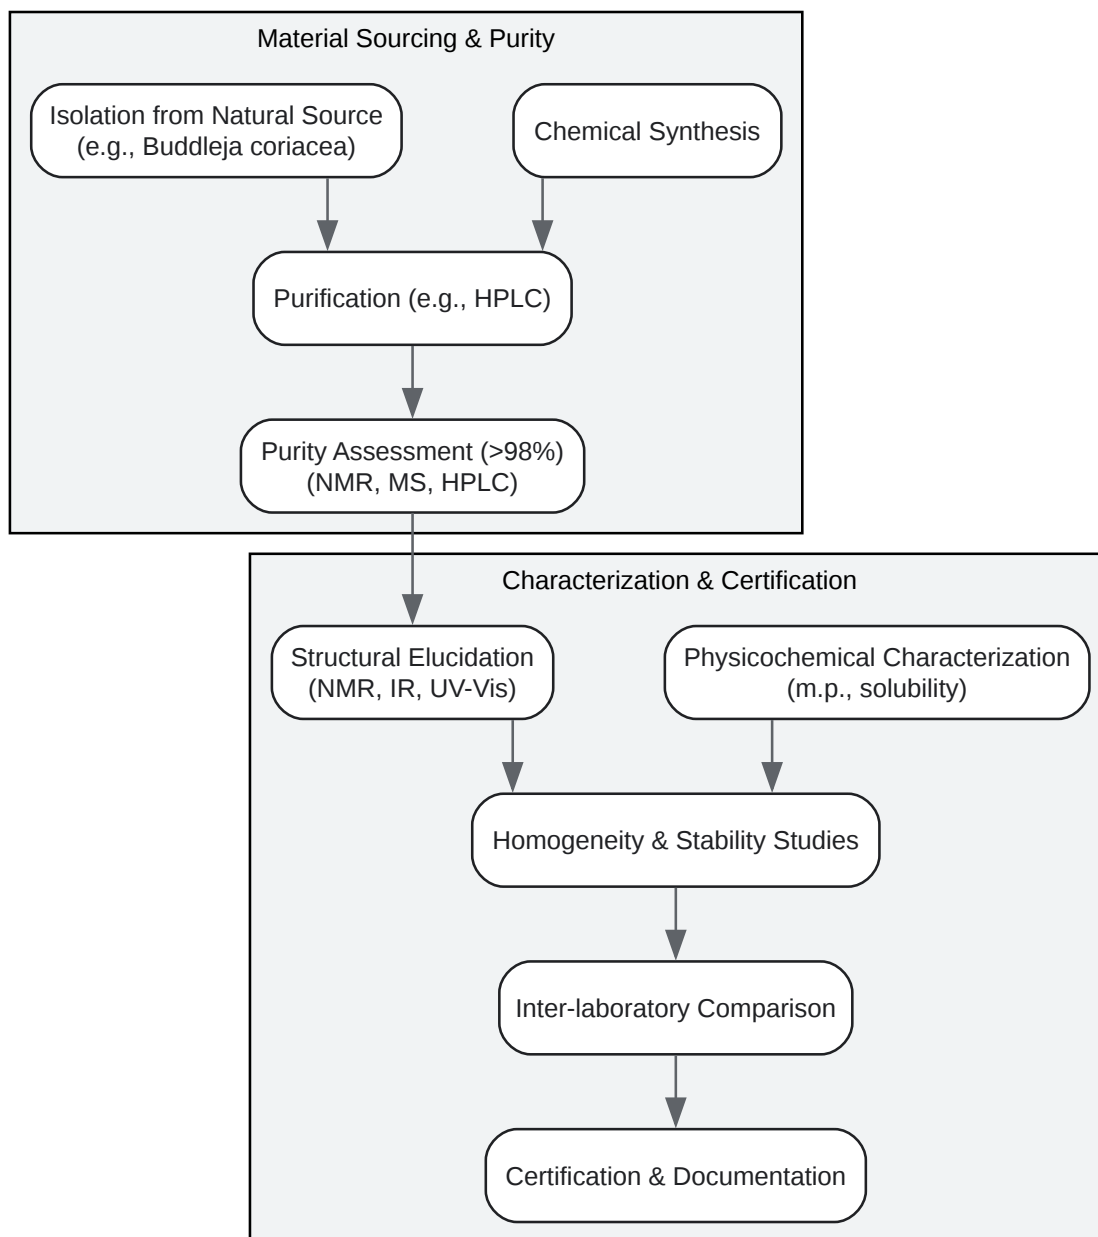 Material Sourcing & Purity
Isolation from Natural Source
(e.g., Buddleja coriacea)
Chemical Synthesis
Purification (e.g., HPLC)
Purity Assessment (>98%)
(NMR, MS, HPLC)
Characterization & Certification
Structural Elucidation
(NMR, IR, UV-Vis)
Physicochemical Characterization
(m.p., solubility)
Homogeneity & Stability Studies
Inter-laboratory Comparison
Certification & Documentation